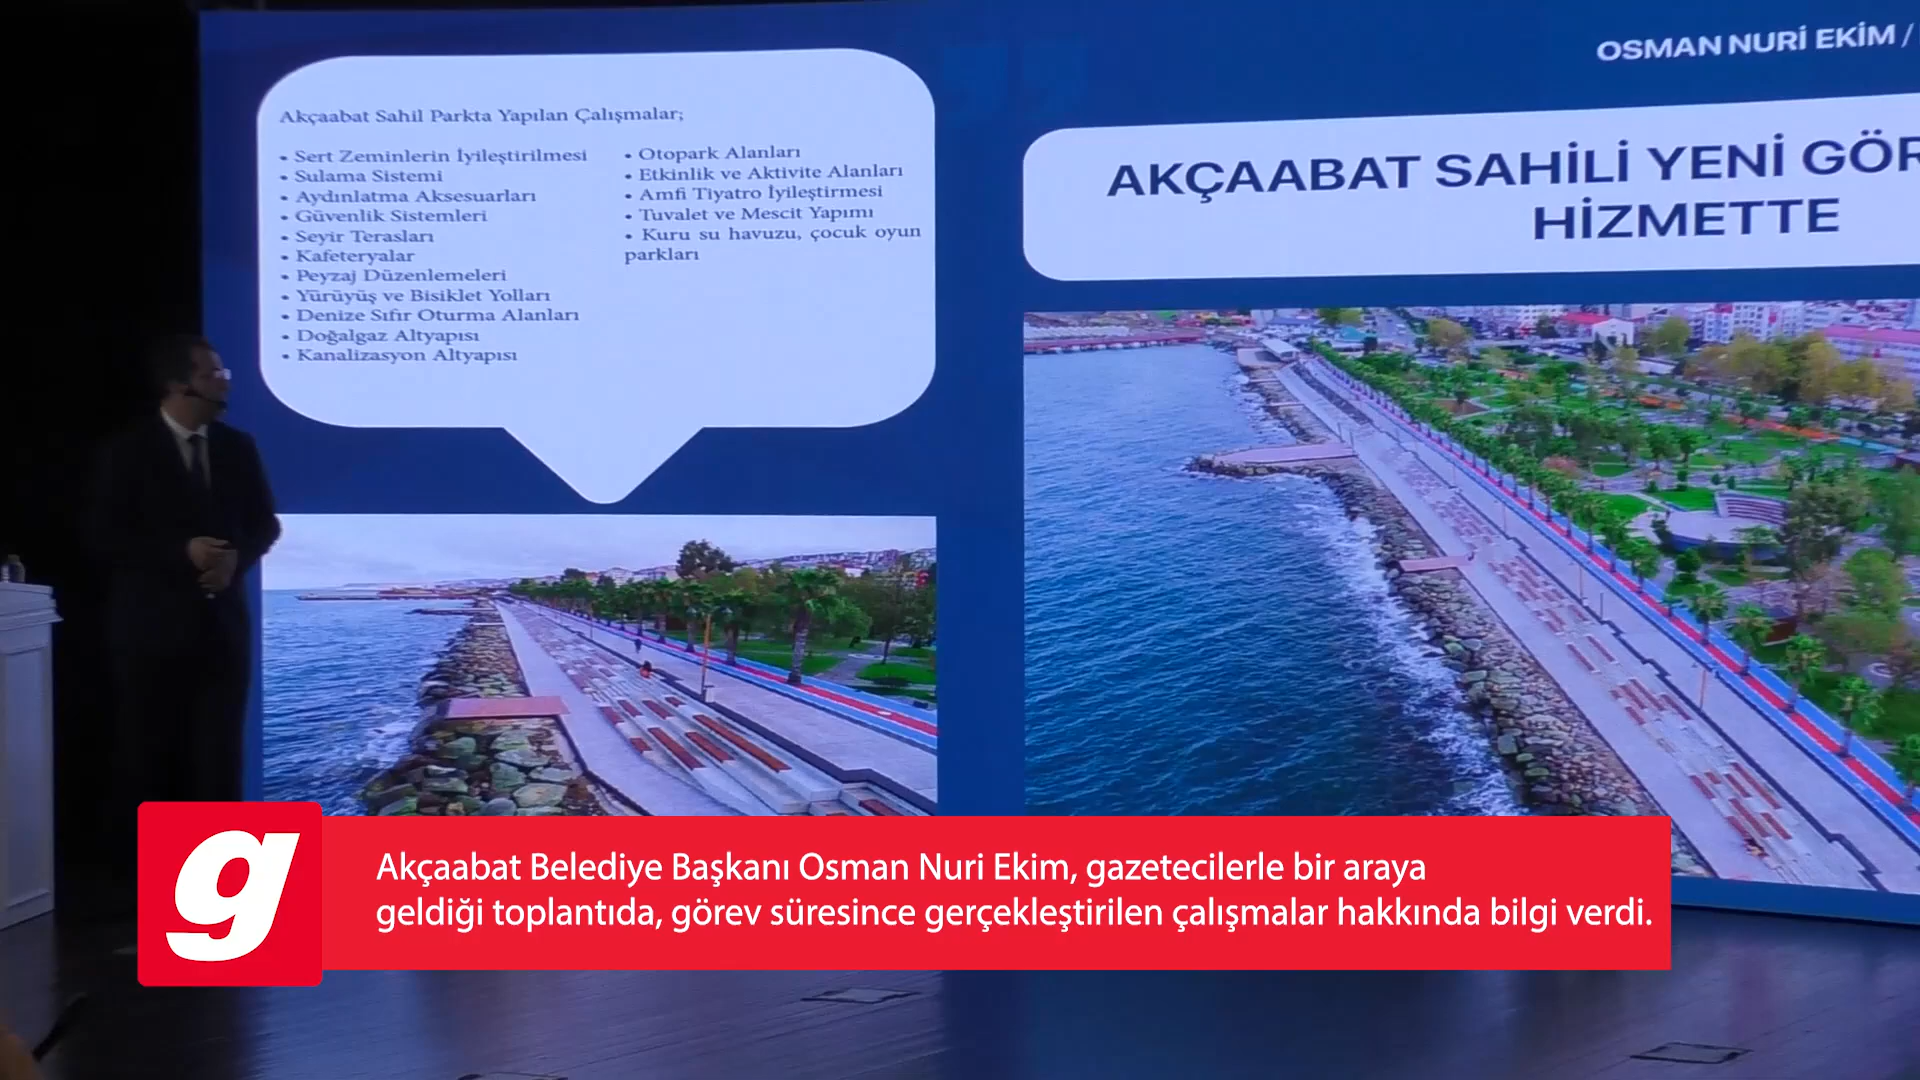 OSMAN NURİ EKİM /
Akçaabat Sahil Parkta Yapılan Çalışmalar;
• Sert Zeminlerin İyileştirilmesi
• Sulama Sistemi
• Aydınlatma Aksesuarları
• Güvenlik Sistemleri
• Seyir Terasları
• Kafeteryalar
• Peyzaj Düzenlemeleri
• Yürüyüş ve Bisiklet Yolları
• Denize Sıfır Oturma Alanları
• Doğalgaz Altyapısı
• Kanalizasyon Altyapısı
• Otopark Alanları
• Etkinlik ve Aktivite Alanları
• Amfi Tiyatro İyileştirmesi
• Tuvalet ve Mescit Yapımı
• Kuru su havuzu, çocuk oyun
parkları
AKÇAABAT SAHİLİ YENİ GÖR
HİZMETTE
g
Akçaabat Belediye Başkanı Osman Nuri Ekim, gazetecilerle bir araya
geldiği toplantıda, görev süresince gerçekleştirilen çalışmalar hakkında bilgi verdi.